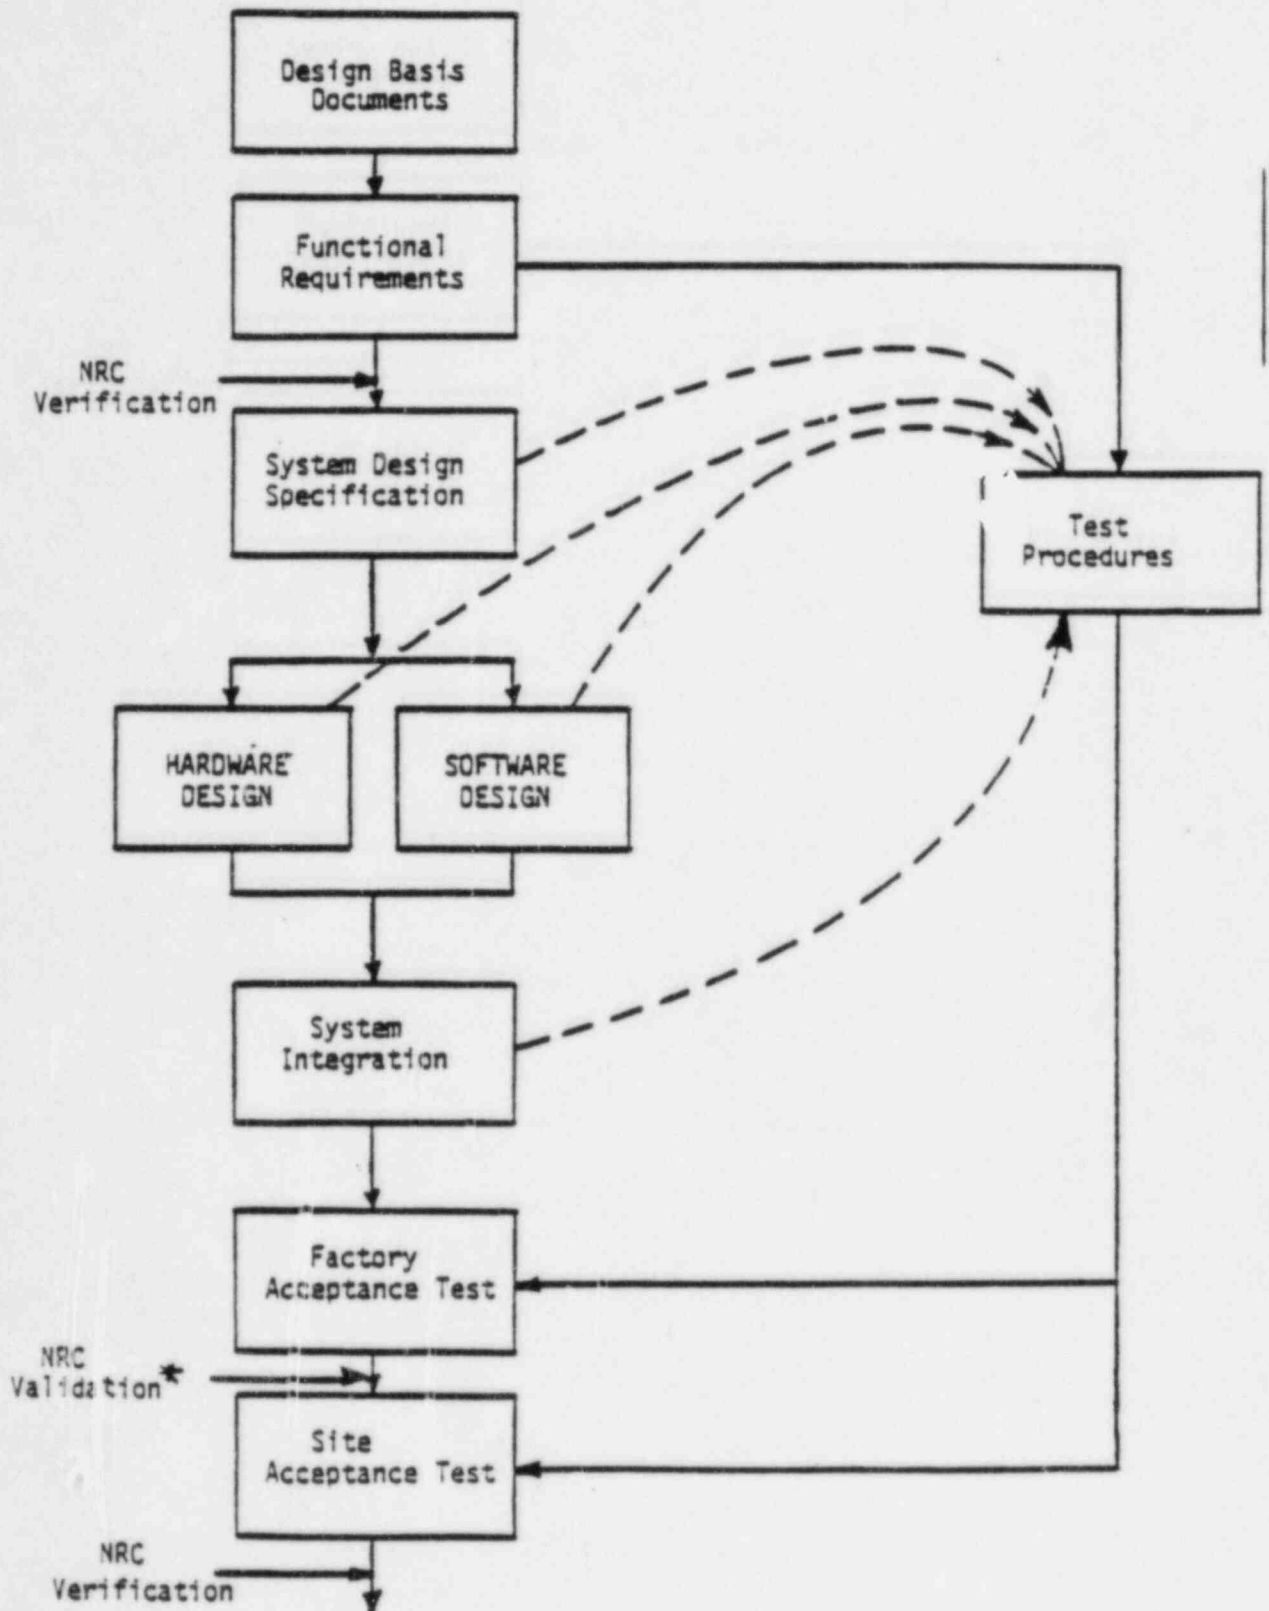 Design Basis
Documents
Functional
Requirements
NRC
Verification
System Design
Specification
Test
Procedures
HARDWARE
DESIGN
SOFTWARE
DESIGN
System
Integration
Factory
Acceptance Test
NRC
Validation*
Site
Acceptance Test
NRC
Verification